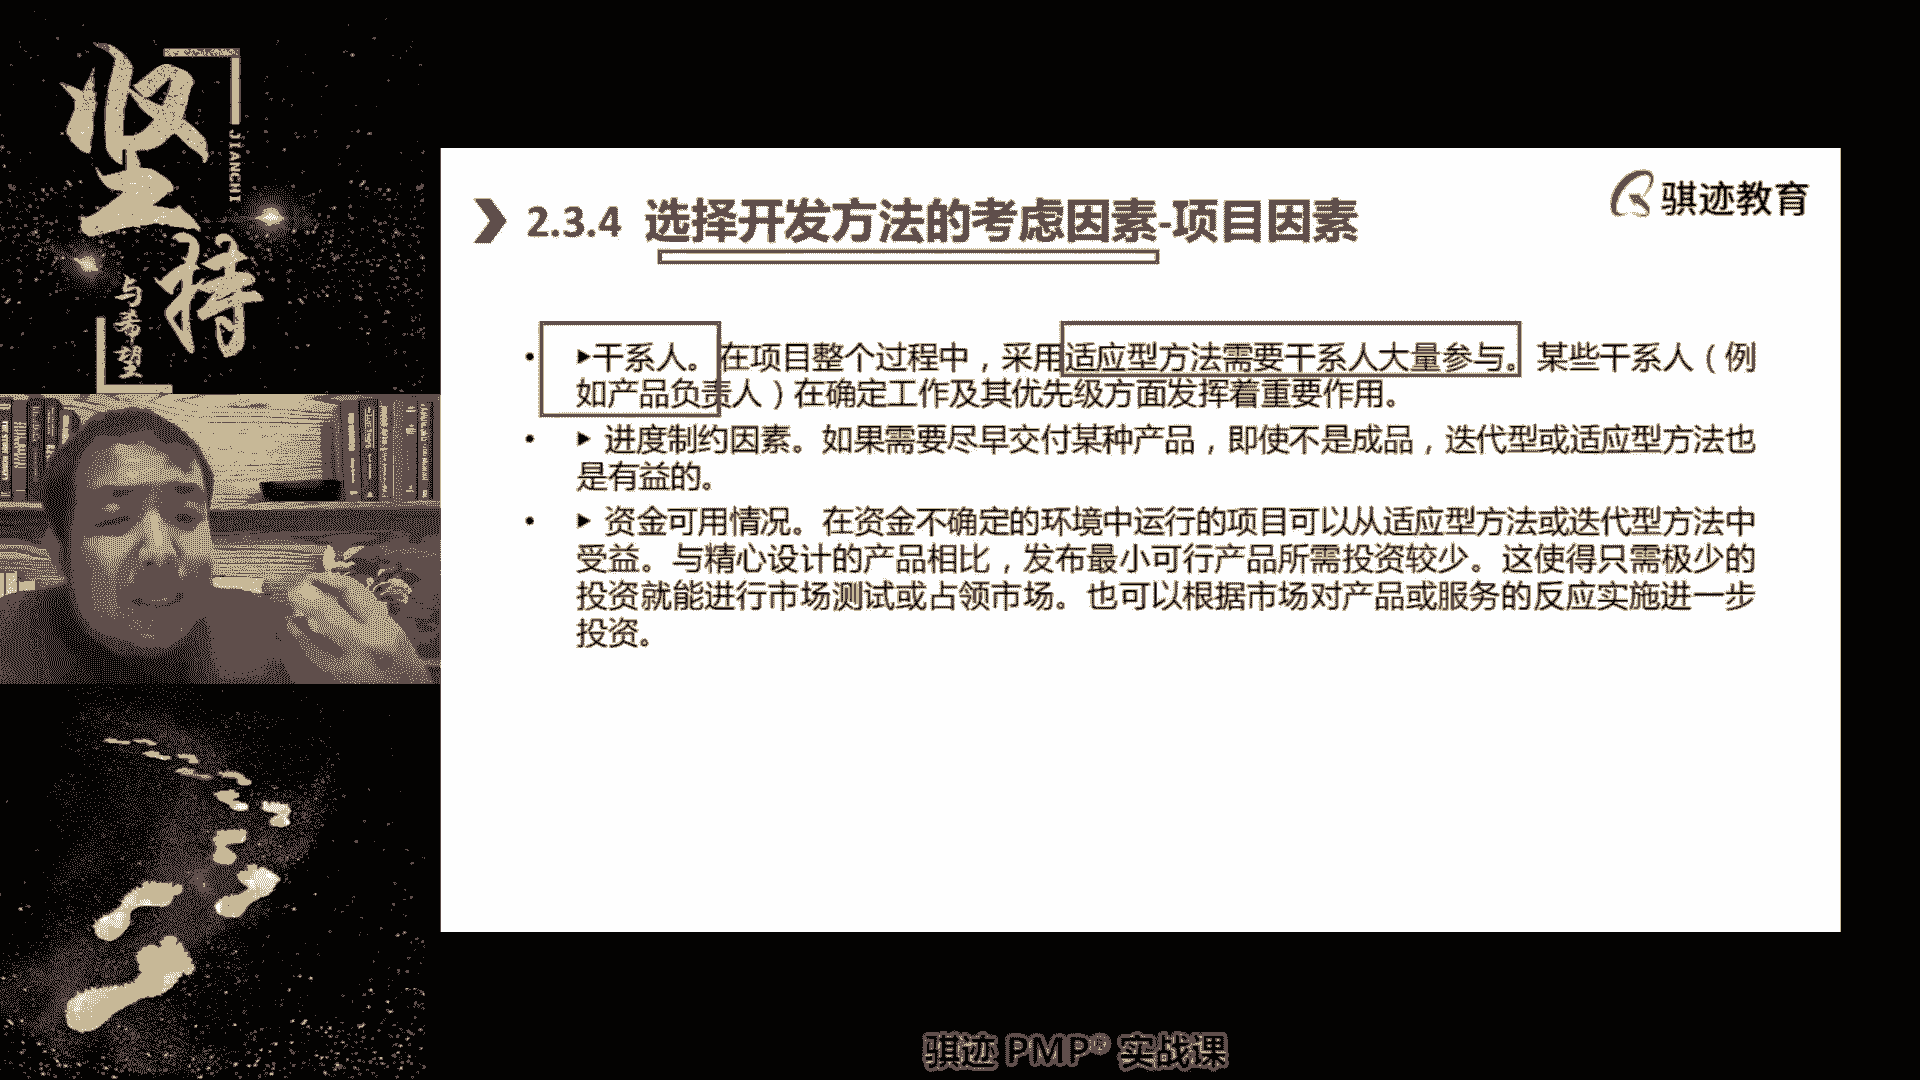 坚持
JIANCHI
与希望
骐迹教育
2.3.4 选择开发方法的考虑因素-项目因素
• ▶干系人。在项目整个过程中，采用适应型方法需要干系人大量参与。某些干系人（例
如产品负责人）在确定工作及其优先级方面发挥着重要作用。
• ▶ 进度制约因素。如果需要尽早交付某种产品，即使不是成品，迭代型或适应型方法也
是有益的。
• ▶ 资金可用情况。在资金不确定的环境中运行的项目可以从适应型方法或迭代型方法中
受益。与精心设计的产品相比，发布最小可行产品所需投资较少。这使得只需极少的
投资就能进行市场测试或占领市场。也可以根据市场对产品或服务的反应实施进一步
投资。
骐迹 PMP® 实战课